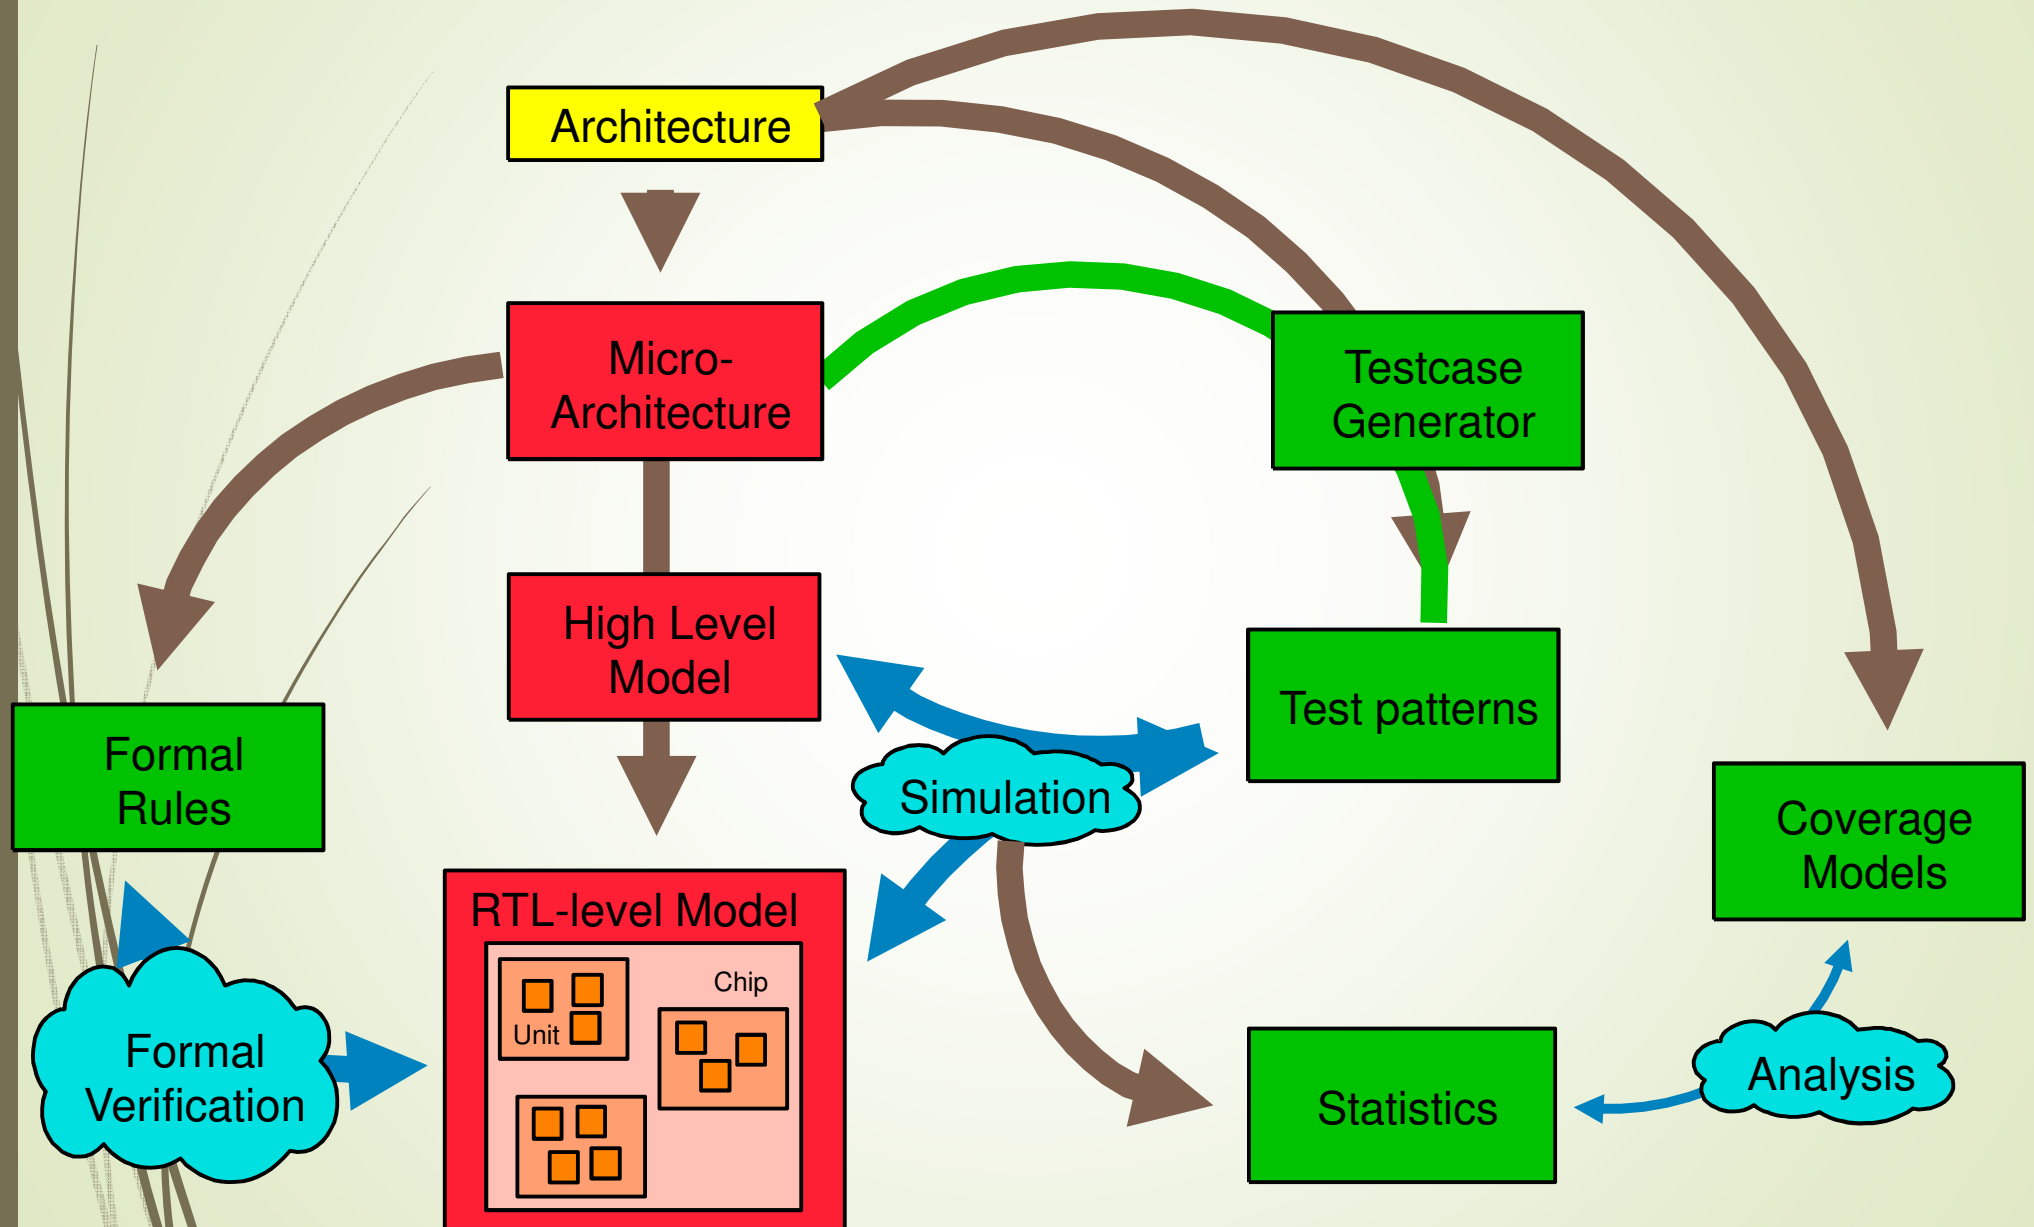 Architecture
Micro-
Architecture
Testcase
Generator
High Level
Model
Test patterns
Formal
Rules
Simulation
Coverage
Models
RTL-level Model
Chip
Unit
Formal
Verification
Analysis
Statistics